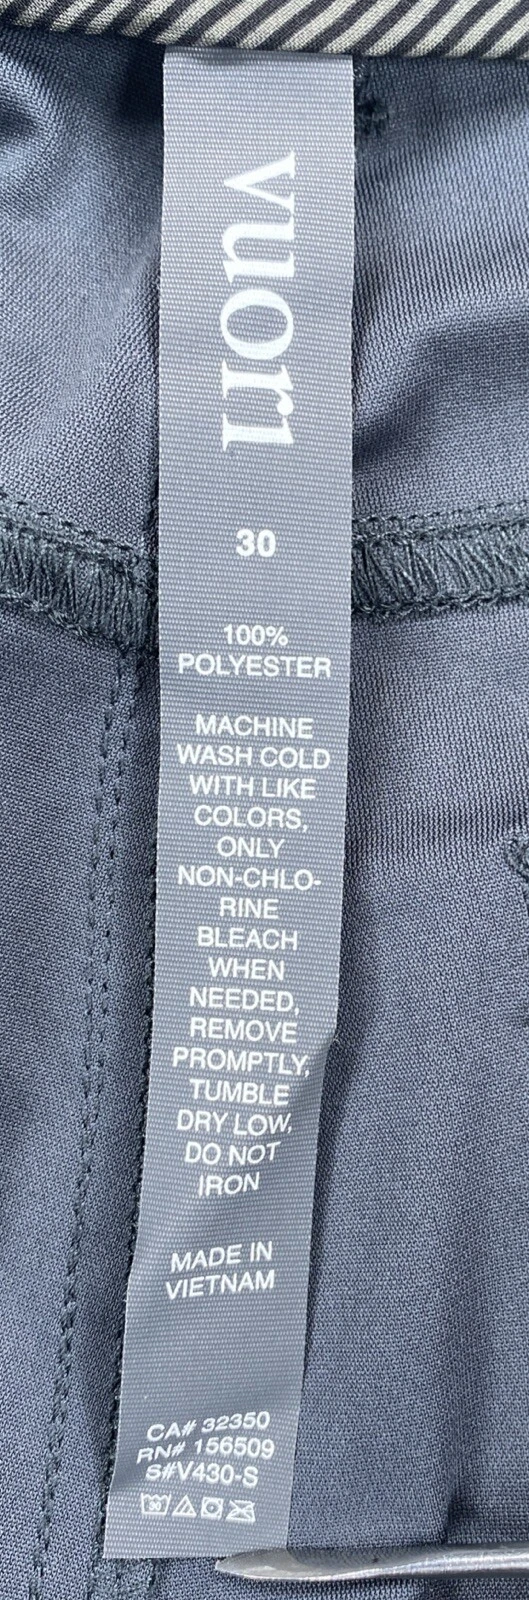 vuori
30
100%
POLYESTER
MACHINE
WASH COLD
WITH LIKE
COLORS,
ONLY
NON-CHLO-
RINE
BLEACH
WHEN
NEEDED,
REMOVE
PROMPTLY,
TUMBLE
DRY LOW,
DO NOT
IRON
MADE IN
VIETNAM
CA# 32350
RN# 156509
S#V430-S
30